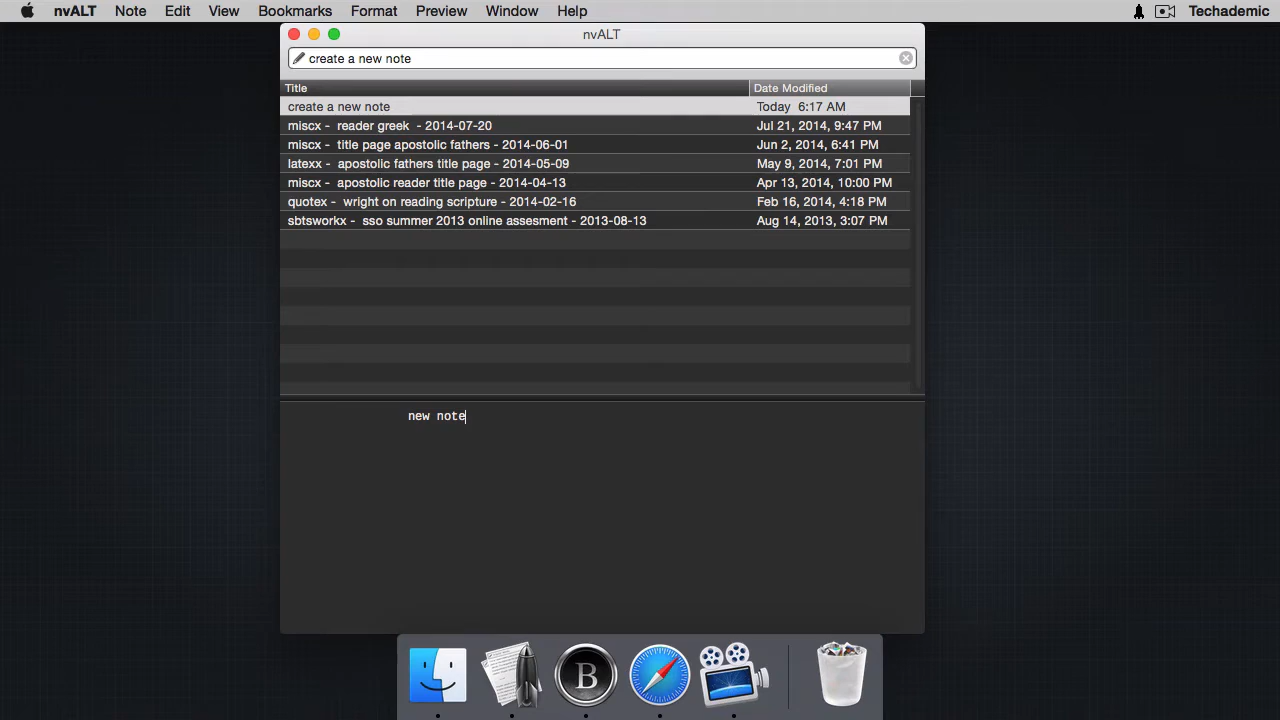 nvALT Note Edit View Bookmarks Format Preview Window Help Techademic
nvALT
create a new note
Title Date Modified
create a new note Today 6:17 AM
miscx - reader greek - 2014-07-20 Jul 21, 2014, 9:47 PM
miscx - title page apostolic fathers - 2014-06-01 Jun 2, 2014, 6:41 PM
latexx - apostolic fathers title page - 2014-05-09 May 9, 2014, 7:01 PM
miscx - apostolic reader title page - 2014-04-13 Apr 13, 2014, 10:00 PM
quotex - wright on reading scripture - 2014-02-16 Feb 16, 2014, 4:18 PM
sbtsworkx - sso summer 2013 online assesment - 2013-08-13 Aug 14, 2013, 3:07 PM
new note
B